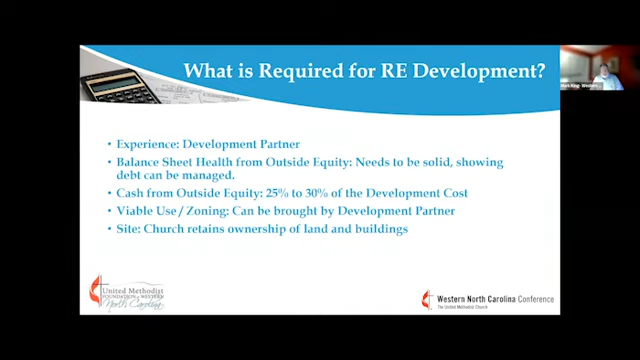 What is Required for RE Development?
• Experience: Development Partner
• Balance Sheet Health from Outside Equity: Needs to be solid, showing
debt can be managed.
• Cash from Outside Equity: 25% to 30% of the Development Cost
• Viable Use / Zoning: Can be brought by Development Partner
• Site: Church retains ownership of land and buildings
United Methodist
FOUNDATION of WESTERN
North Carolina
Western North Carolina Conference
The United Methodist Church
Mark King- Western